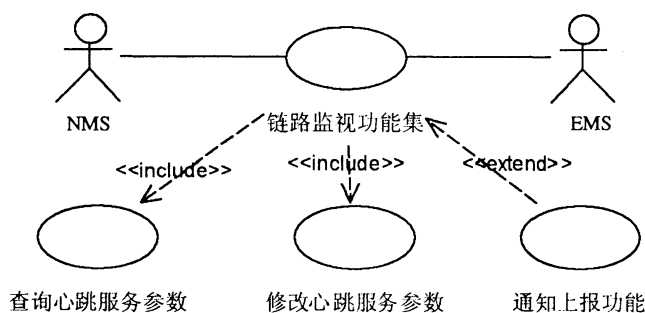 NMS
链路监视功能集
EMS
<<include>>
<<include>>
<<extend>>
查询心跳服务参数
修改心跳服务参数
通知上报功能